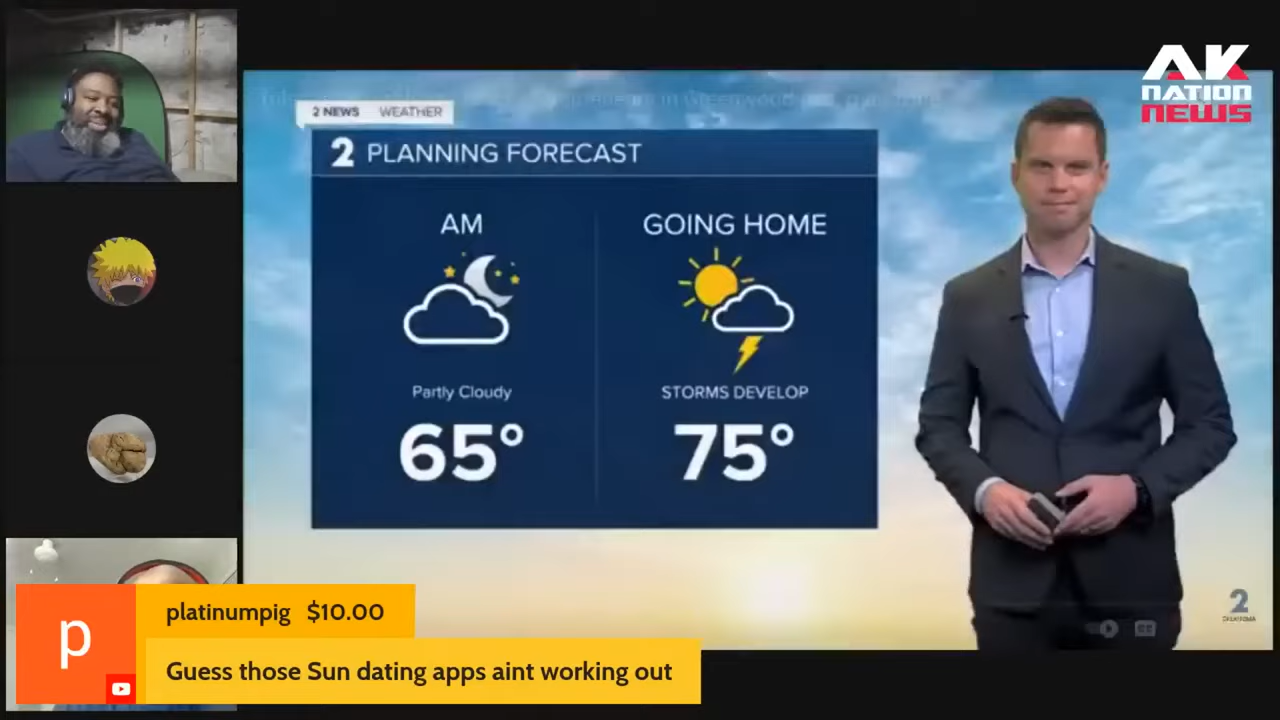 AK
NATION
NEWS
2 NEWS WEATHER
2 PLANNING FORECAST
AM
GOING HOME
Partly Cloudy
STORMS DEVELOP
65°
75°
2
CC
p
platinumpig $10.00
Guess those Sun dating apps aint working out